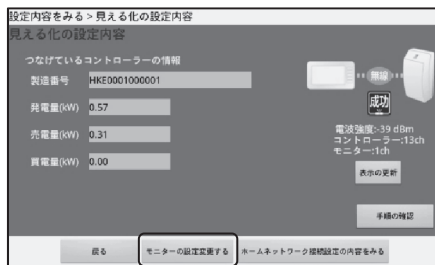 設定内容をみる > 見える化の設定内容
見える化の設定内容
つなげているコントローラーの情報
製造番号 HKE0001000001
発電量(kW) 0.57
売電量(kW) 0.31
買電量(kW) 0.00
無線
成功
電波強度:-39 dBm
コントローラー:13ch
モニター:1ch
表示の更新
手順の確認
戻る
モニターの設定変更する
ホームネットワーク接続設定の内容をみる